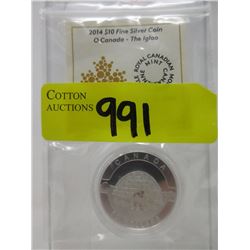 2014 $10 Fine Silver Coin
O Canada - The Igloo
ROYAL CANADIAN
MINT
COTTON
AUCTIONS
991
CANADA